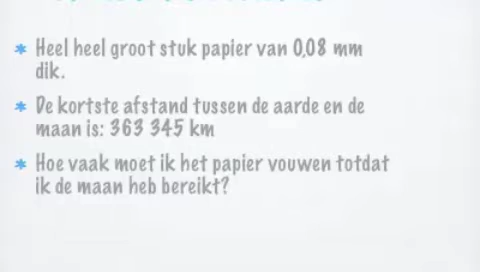 Heel heel groot stuk papier van 0,08 mm
dik.
De kortste afstand tussen de aarde en de
maan is: 363 345 km
Hoe vaak moet ik het papier vouwen totdat
ik de maan heb bereikt?